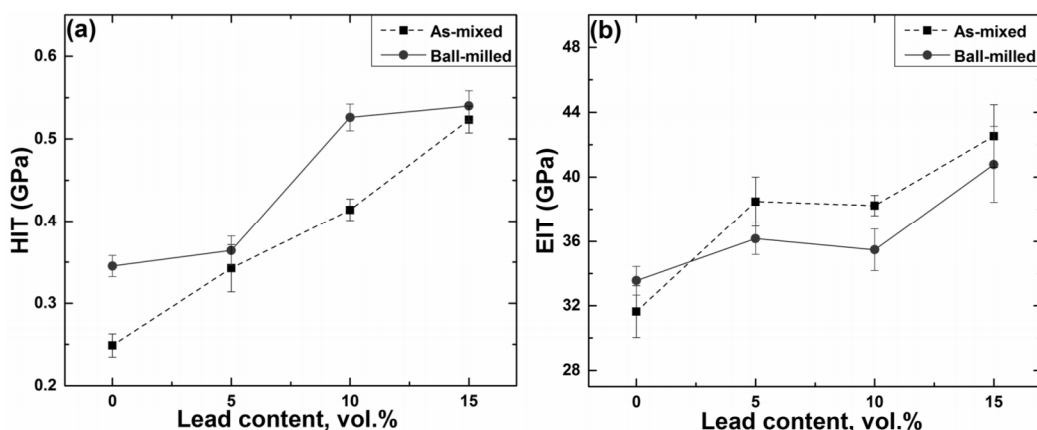 (a)
As-mixed
Ball-milled
HIT (GPa)
0.6
0.5
0.4
0.3
0.2
0 5 10 15
Lead content, vol.%
(b)
As-mixed
Ball-milled
EIT (GPa)
48
44
40
36
32
28
0 5 10 15
Lead content, vol.%